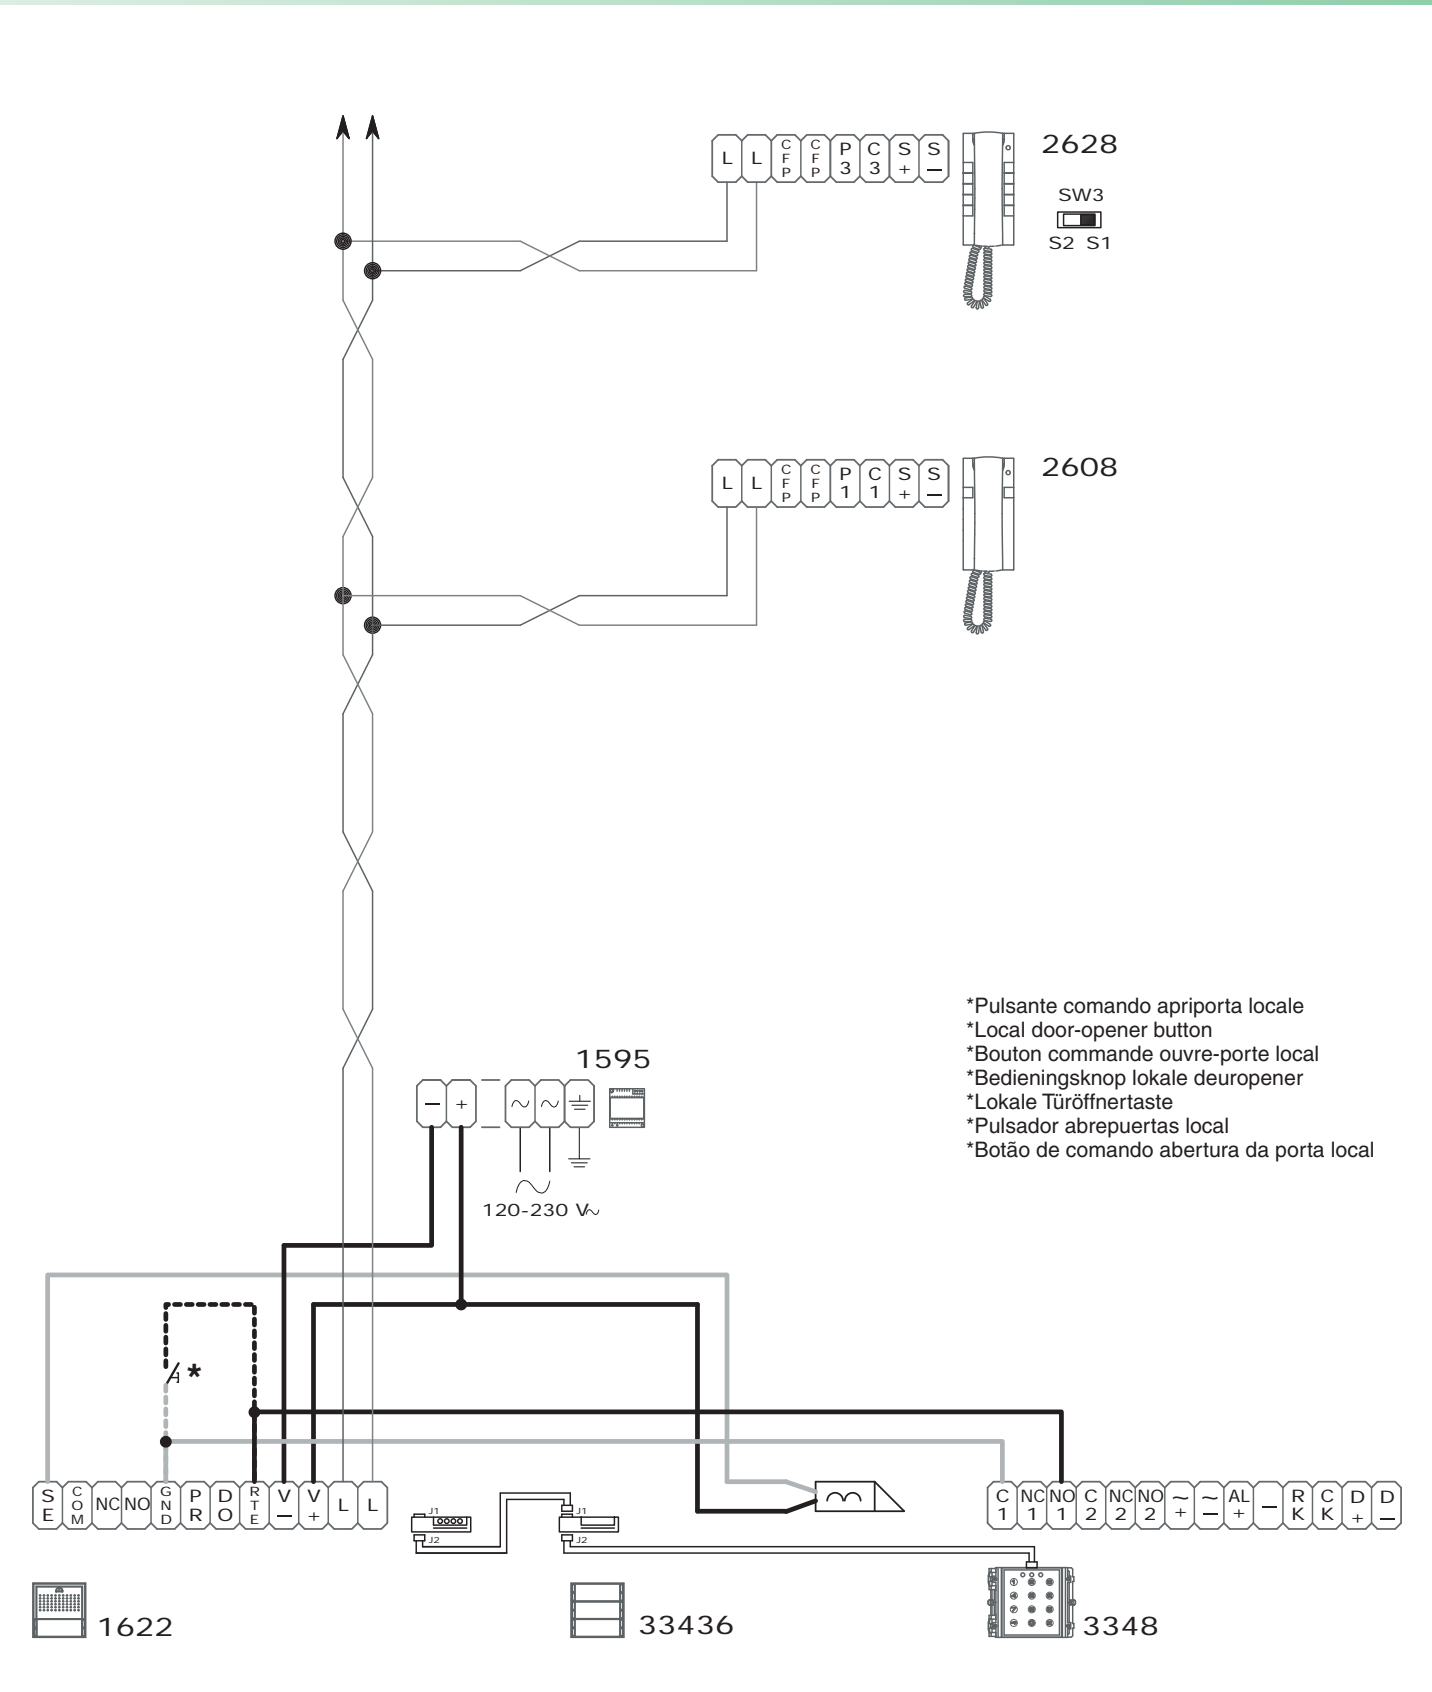 L L CFP CFP P3 C3 S+ S—
2628
SW3
S2 S1
L L CFP CFP P1 C1 S+ S—
2608
*Pulsante comando apriporta locale
*Local door-opener button
*Bouton commande ouvre-porte local
*Bedieningsknop lokale deuropener
*Lokale Türöffnertaste
*Pulsador abrepuertas local
*Botão de comando abertura da porta local
1595
— + ~ ~
120-230 V~
*
SE COM NC NO GND PR DO RTE V— V+ L L
J1
J2
J1
J2
C1 NC1 NO1 C2 NC2 NO2 ~+ ~— AL+ — RK CK D+ D—
1622
33436
3348